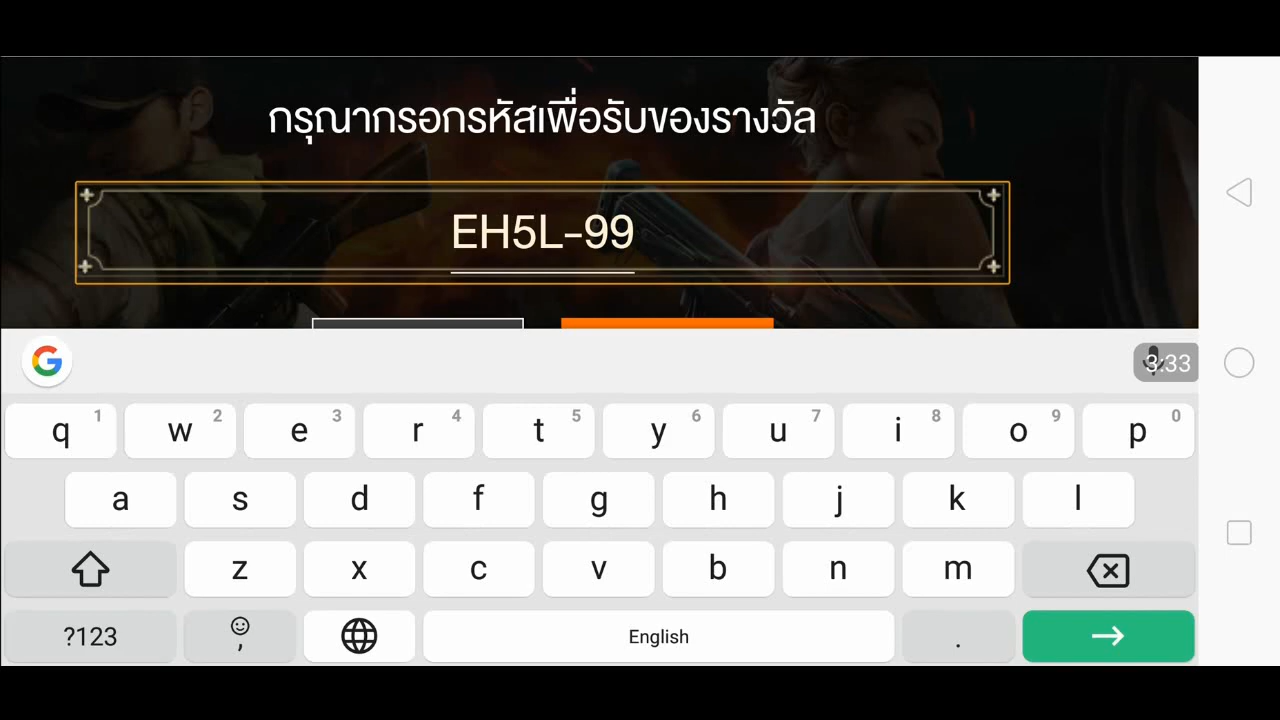 กรุณากรอกรหัสเพื่อรับของรางวัล
EH5L-99
3:33
q 1 w 2 e 3 r 4 t 5 y 6 u 7 i 8 o 9 p 0
a s d f g h j k l
z x c v b n m
?123 , English .